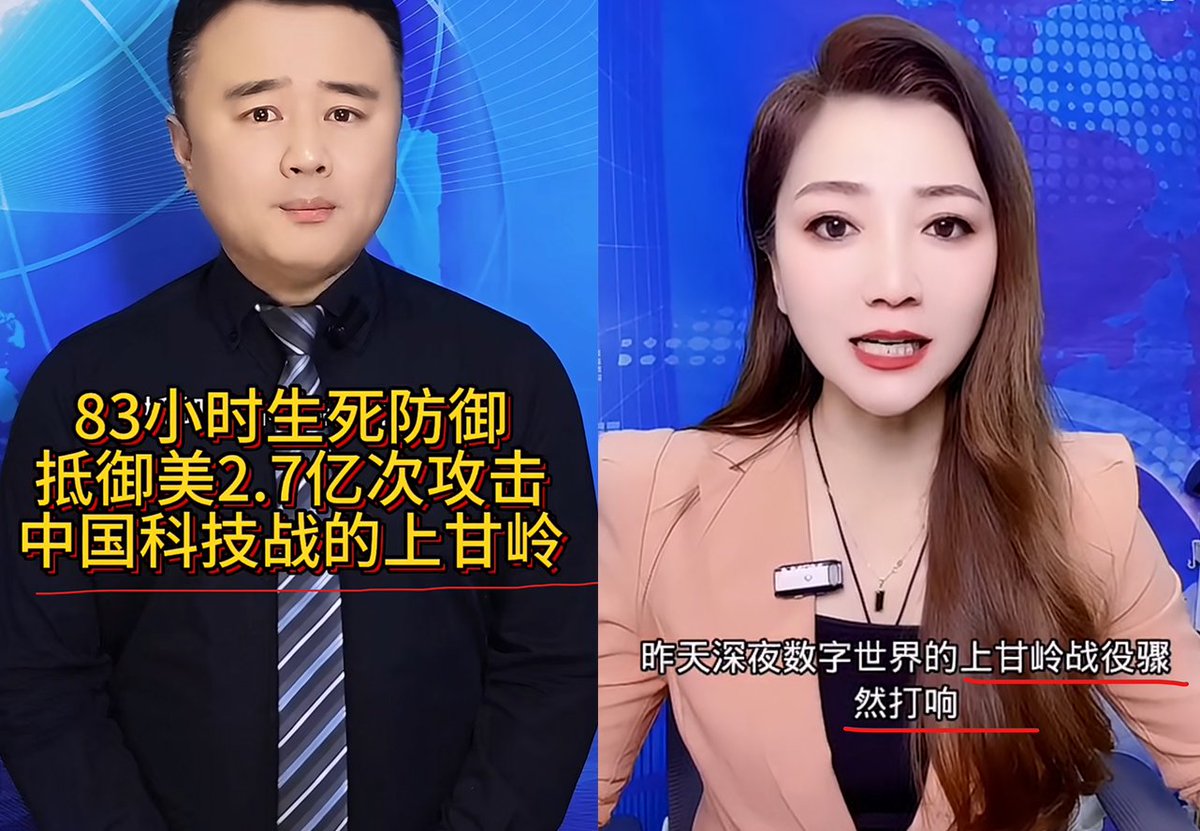 83小时生死防御
抵御美2.7亿次攻击
中国科技战的上甘岭
昨天深夜数字世界的上甘岭战役骤
然打响